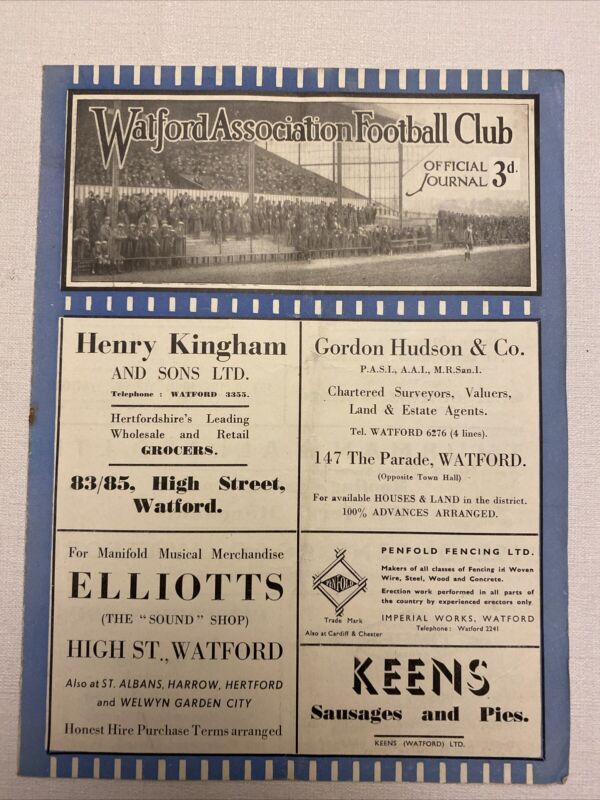 Watford Association Football Club
OFFICIAL
JOURNAL 3d.
Henry Kingham
AND SONS LTD.
Telephone : WATFORD 3355.
Hertfordshire's Leading
Wholesale and Retail
GROCERS.
83/85, High Street,
Watford.
Gordon Hudson & Co.
P.A.S.I., A.A.I., M.R.San.I.
Chartered Surveyors, Valuers,
Land & Estate Agents.
Tel. WATFORD 6276 (4 lines).
147 The Parade, WATFORD.
(Opposite Town Hall)
For available HOUSES & LAND in the district.
100% ADVANCES ARRANGED.
For Manifold Musical Merchandise
ELLIOTTS
(THE "SOUND" SHOP)
HIGH ST., WATFORD
Also at ST. ALBANS, HARROW, HERTFORD
and WELWYN GARDEN CITY
Honest Hire Purchase Terms arranged
PENFOLD
Trade Mark
Also at Cardiff & Chester
PENFOLD FENCING LTD.
Makers of all classes of Fencing in Woven
Wire, Steel, Wood and Concrete.
Erection work performed in all parts of
the country by experienced erectors only
IMPERIAL WORKS, WATFORD
Telephone : Watford 2241
KEENS
Sausages and Pies.
KEENS (WATFORD) LTD.